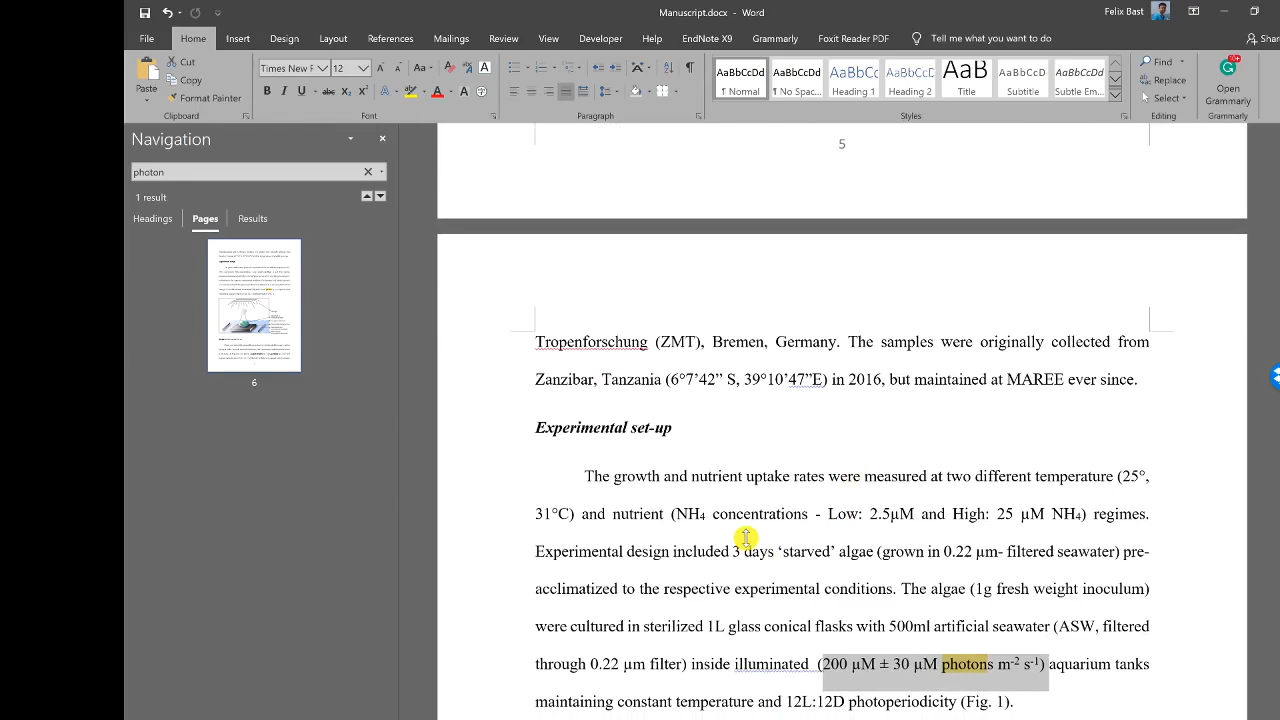 Manuscript.docx - Word
Felix Bast
File Home Insert Design Layout References Mailings Review View Developer Help EndNote X9 Grammarly Foxit Reader PDF Tell me what you want to do Shar
Paste
Cut
Copy
Format Painter
Clipboard
Times New F 12
Font
Paragraph
AaBbCcDd AaBbCcDd AaBbCc AaBbCcD AaB AaBbCcD AaBbCcDd
¶ Normal ¶ No Spac... Heading 1 Heading 2 Title Subtitle Subtle Em...
Styles
Find
Replace
Select
Editing
10+
Open
Grammarly
Grammarly
Navigation
photon
1 result
Headings Pages Results
6
5
Tropenforschung (ZMT), Bremen, Germany. The samples were originally collected from
Zanzibar, Tanzania (6°7’42” S, 39°10’47”E) in 2016, but maintained at MAREE ever since.
Experimental set-up
The growth and nutrient uptake rates were measured at two different temperature (25°,
31°C) and nutrient (NH₄ concentrations - Low: 2.5µM and High: 25 µM NH₄) regimes.
Experimental design included 3 days ‘starved’ algae (grown in 0.22 µm- filtered seawater) pre-
acclimatized to the respective experimental conditions. The algae (1g fresh weight inoculum)
were cultured in sterilized 1L glass conical flasks with 500ml artificial seawater (ASW, filtered
through 0.22 µm filter) inside illuminated (200 µM ± 30 µM photons m⁻² s⁻¹) aquarium tanks
maintaining constant temperature and 12L:12D photoperiodicity (Fig. 1).